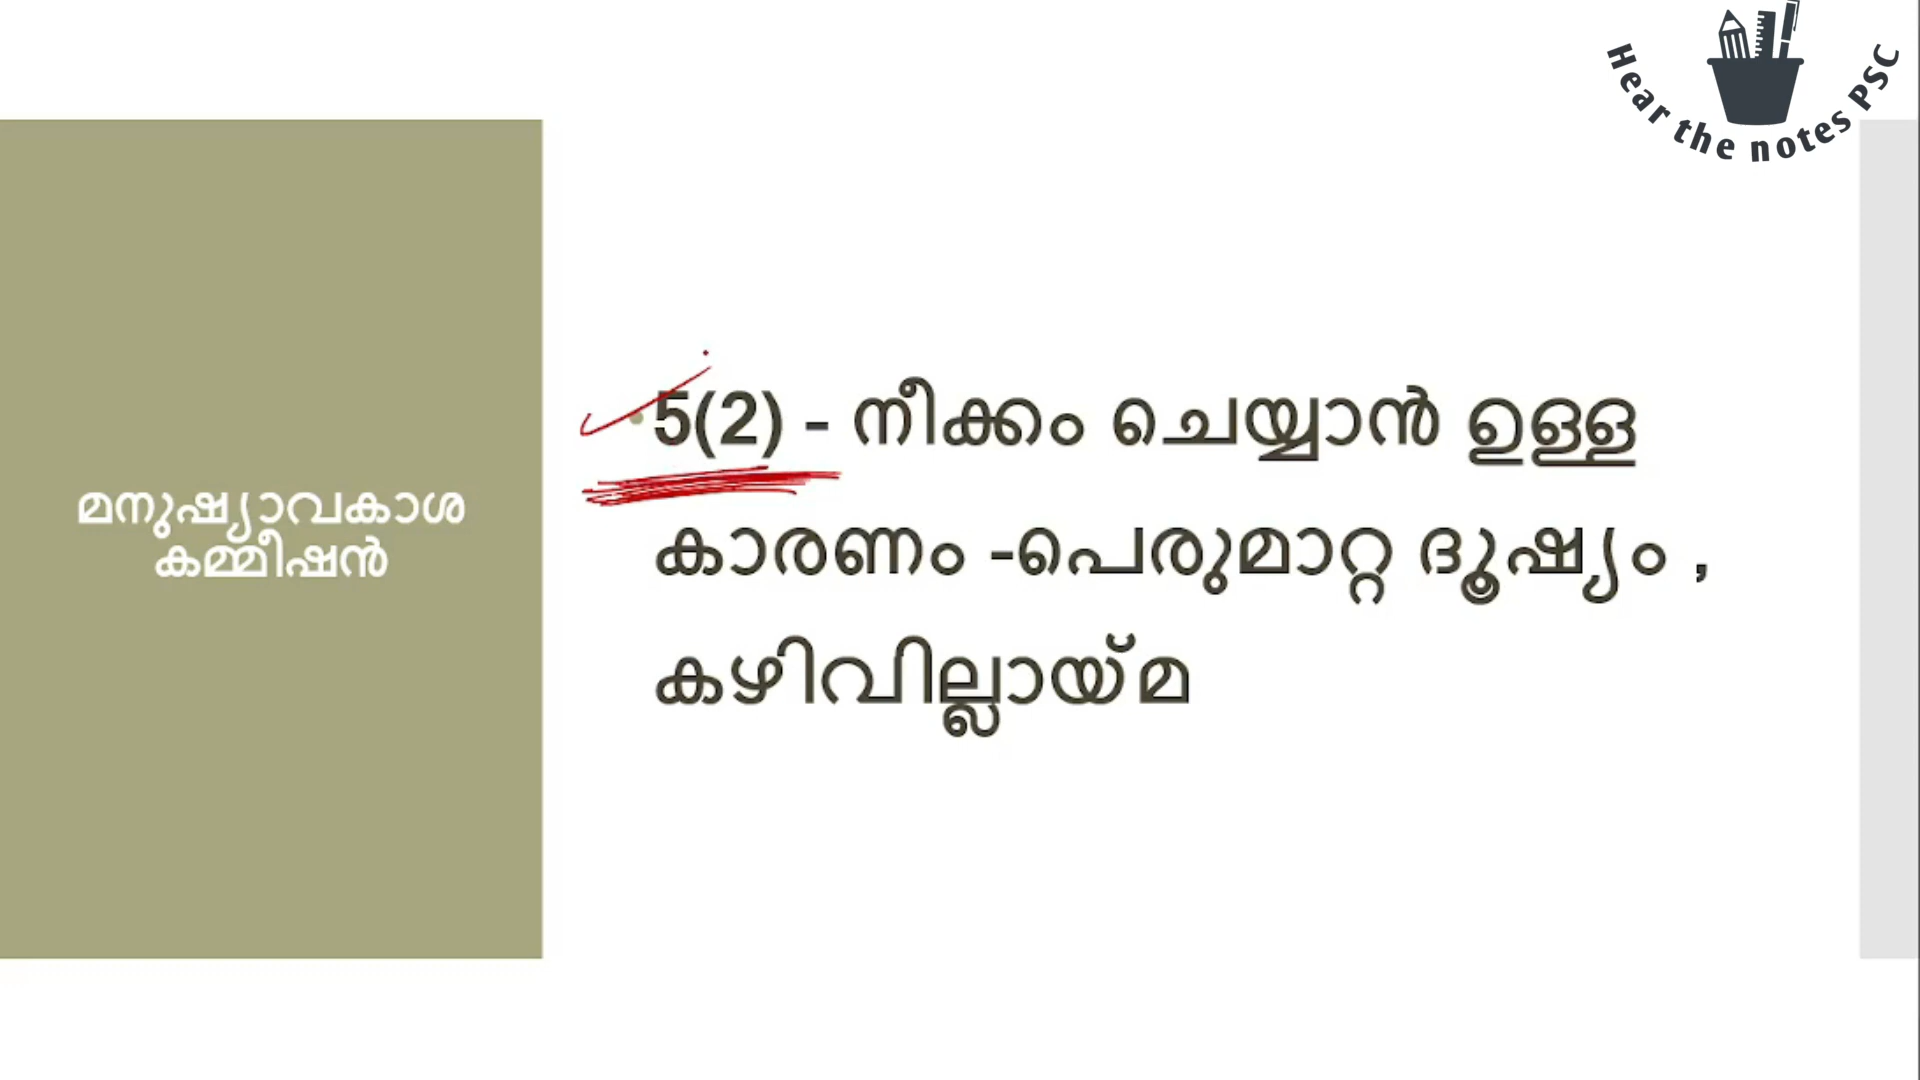 Hear the notes PSC
മനുഷ്യാവകാശ
കമ്മീഷൻ
5(2) - നീക്കം ചെയ്യാൻ ഉള്ള
കാരണം -പെരുമാറ്റ ദൂഷ്യം ,
കഴിവില്ലായ്മ